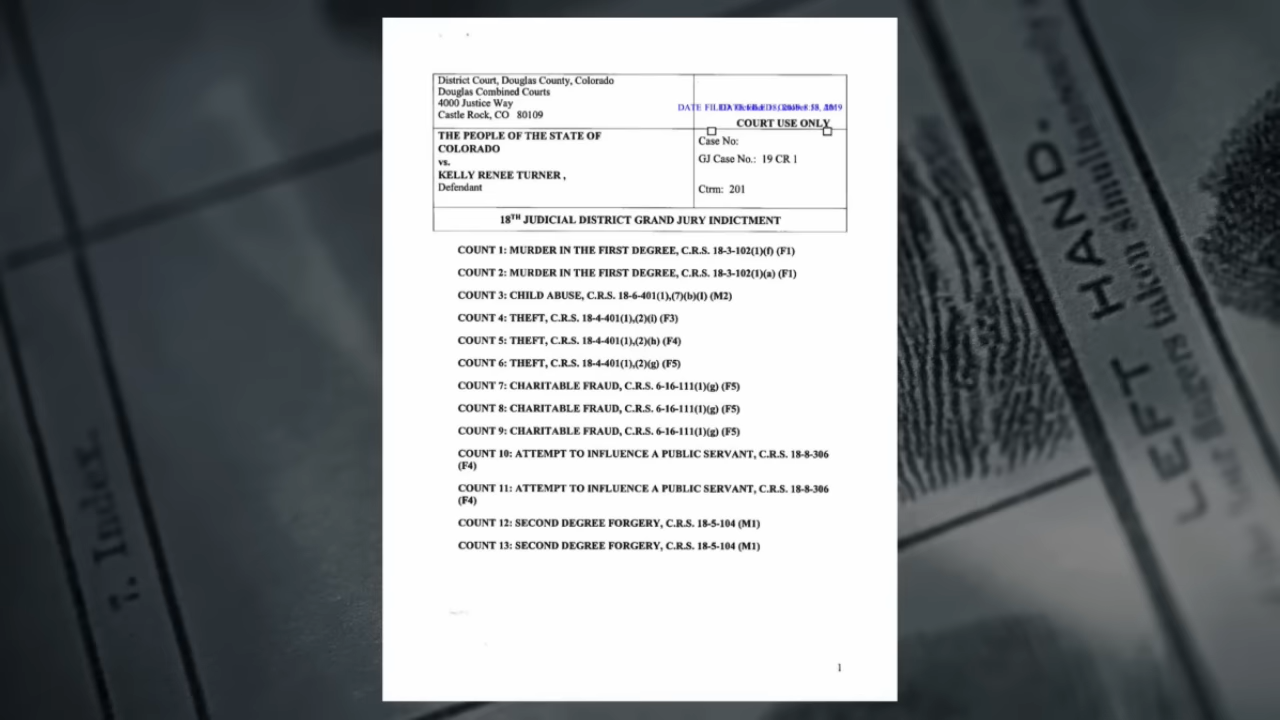 District Court, Douglas County, Colorado
Douglas Combined Courts
4000 Justice Way
Castle Rock, CO 80109
DATE FILED
COURT USE ONLY
THE PEOPLE OF THE STATE OF
COLORADO
vs.
KELLY RENEE TURNER ,
Defendant
Case No:
GJ Case No.: 19 CR 1
Ctrm: 201
18TH JUDICIAL DISTRICT GRAND JURY INDICTMENT
COUNT 1: MURDER IN THE FIRST DEGREE, C.R.S. 18-3-102(1)(f) (F1)
COUNT 2: MURDER IN THE FIRST DEGREE, C.R.S. 18-3-102(1)(a) (F1)
COUNT 3: CHILD ABUSE, C.R.S. 18-6-401(1),(7)(b)(I) (M2)
COUNT 4: THEFT, C.R.S. 18-4-401(1),(2)(i) (F3)
COUNT 5: THEFT, C.R.S. 18-4-401(1),(2)(h) (F4)
COUNT 6: THEFT, C.R.S. 18-4-401(1),(2)(g) (F5)
COUNT 7: CHARITABLE FRAUD, C.R.S. 6-16-111(1)(g) (F5)
COUNT 8: CHARITABLE FRAUD, C.R.S. 6-16-111(1)(g) (F5)
COUNT 9: CHARITABLE FRAUD, C.R.S. 6-16-111(1)(g) (F5)
COUNT 10: ATTEMPT TO INFLUENCE A PUBLIC SERVANT, C.R.S. 18-8-306
(F4)
COUNT 11: ATTEMPT TO INFLUENCE A PUBLIC SERVANT, C.R.S. 18-8-306
(F4)
COUNT 12: SECOND DEGREE FORGERY, C.R.S. 18-5-104 (M1)
COUNT 13: SECOND DEGREE FORGERY, C.R.S. 18-5-104 (M1)
1
7. Index
LEFT HAND.
fingers taken simultaneously